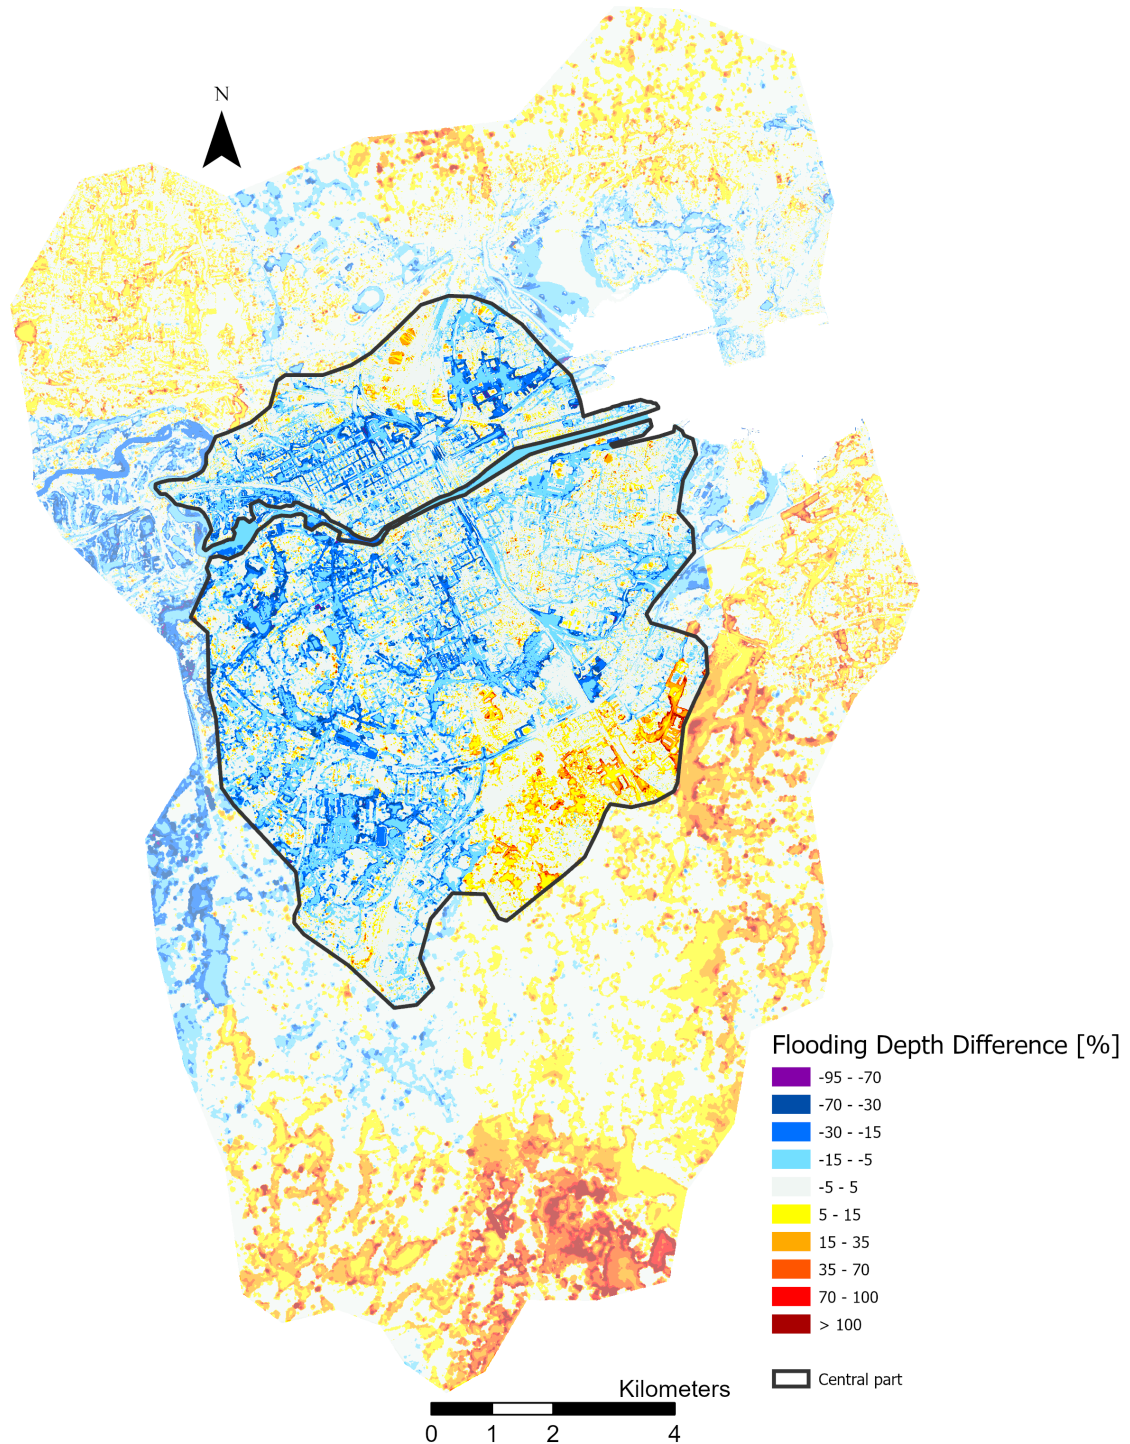 N
Flooding Depth Difference [%]
-95 - -70
-70 - -30
-30 - -15
-15 - -5
-5 - 5
5 - 15
15 - 35
35 - 70
70 - 100
> 100
Central part
Kilometers
0 1 2 4